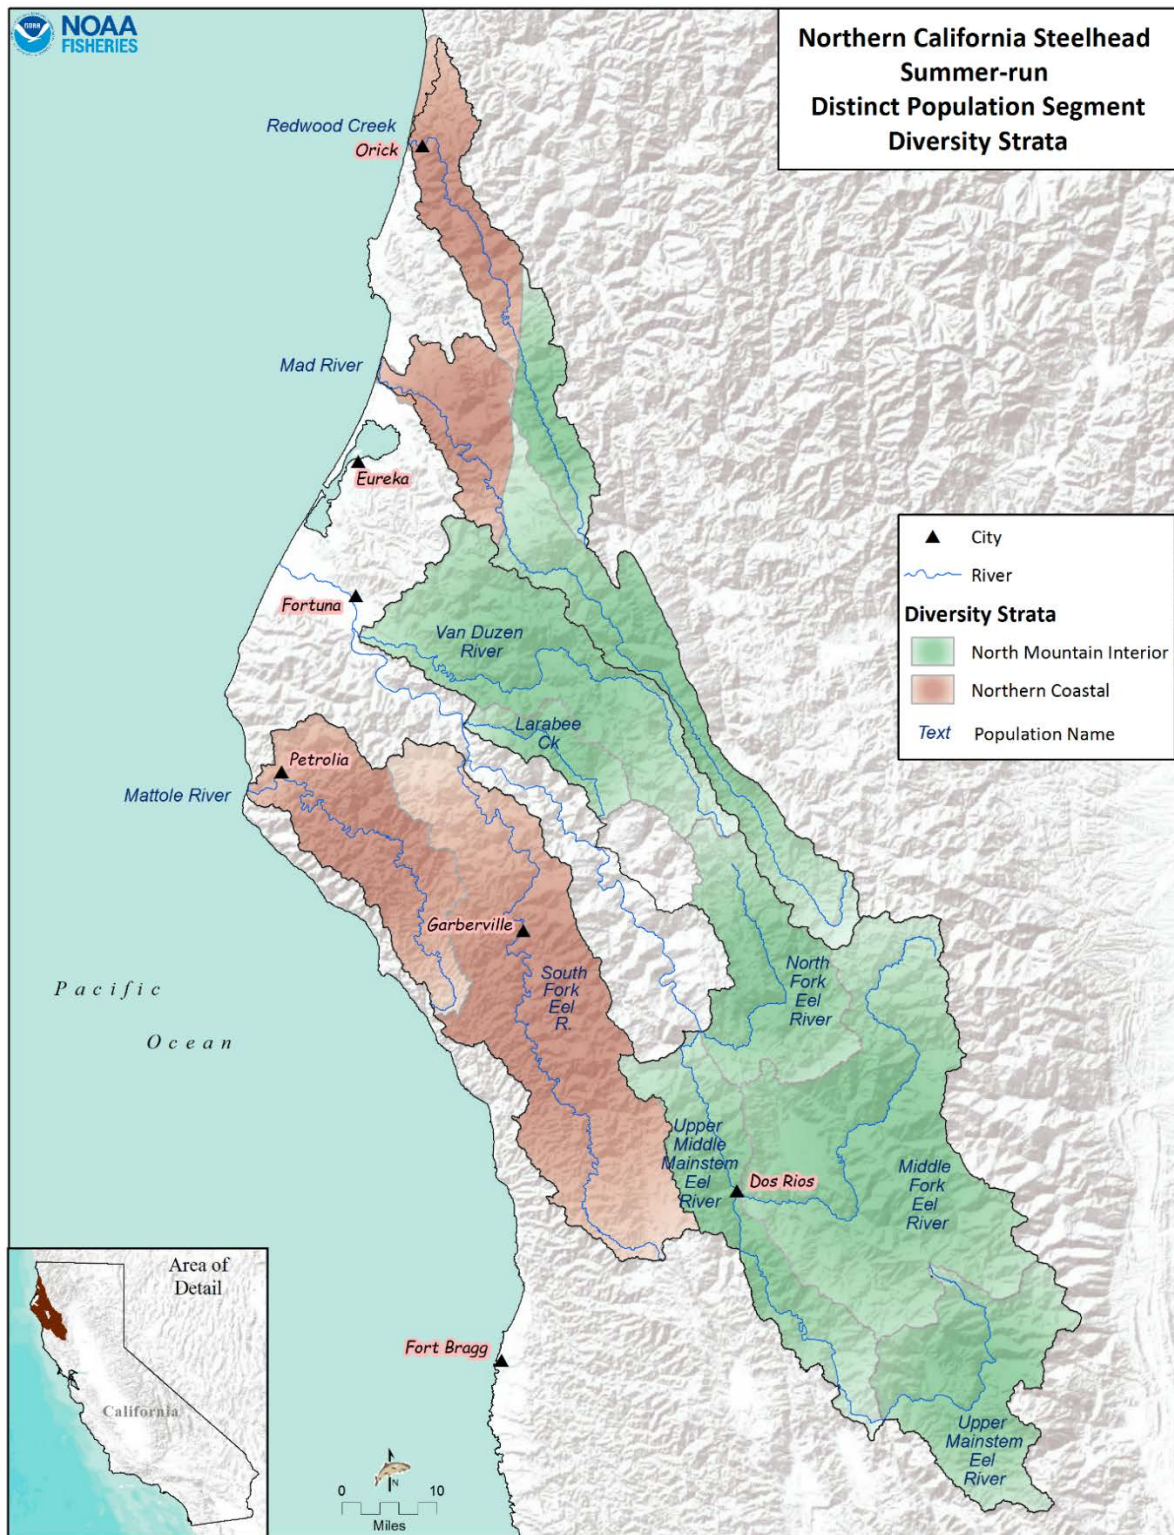 NOAA
NOAA
FISHERIES
Northern California Steelhead
Summer-run
Distinct Population Segment
Diversity Strata
Redwood Creek
Orick
Mad River
Eureka
Fortuna
Van Duzen
River
Larabee
Ck
City
River
Diversity Strata
North Mountain Interior
Northern Coastal
Text
Population Name
Petrolia
Mattole River
Garberville
South
Fork
Eel
R.
North
Fork
Eel
River
Pacific
Ocean
Upper
Middle
Mainstem
Eel
River
Dos Rios
Middle
Fork
Eel
River
Fort Bragg
Upper
Mainstem
Eel
River
Area of
Detail
California
N
0 10
Miles